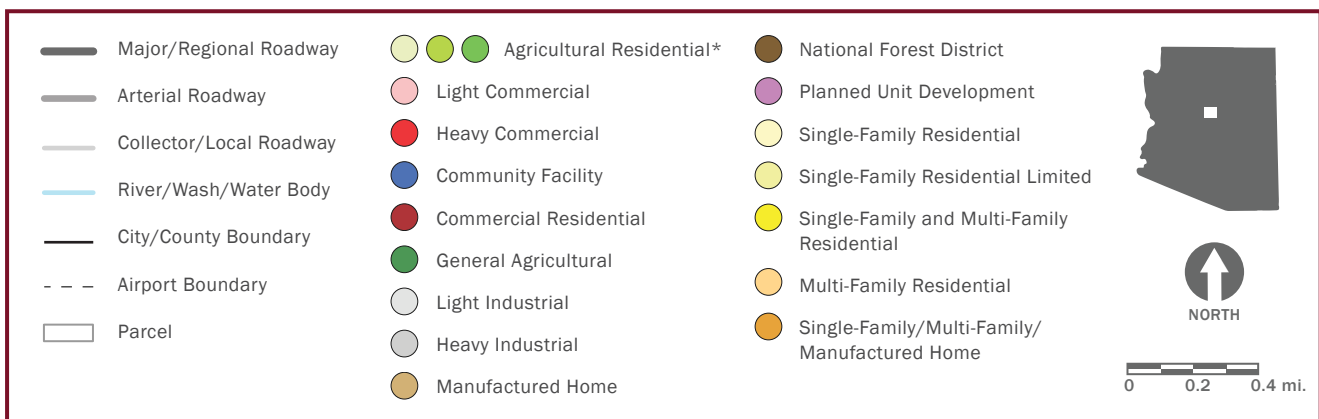 Major/Regional Roadway
Arterial Roadway
Collector/Local Roadway
River/Wash/Water Body
City/County Boundary
Airport Boundary
Parcel
Agricultural Residential*
Light Commercial
Heavy Commercial
Community Facility
Commercial Residential
General Agricultural
Light Industrial
Heavy Industrial
Manufactured Home
National Forest District
Planned Unit Development
Single-Family Residential
Single-Family Residential Limited
Single-Family and Multi-Family
Residential
Multi-Family Residential
Single-Family/Multi-Family/
Manufactured Home
NORTH
0 0.2 0.4 mi.